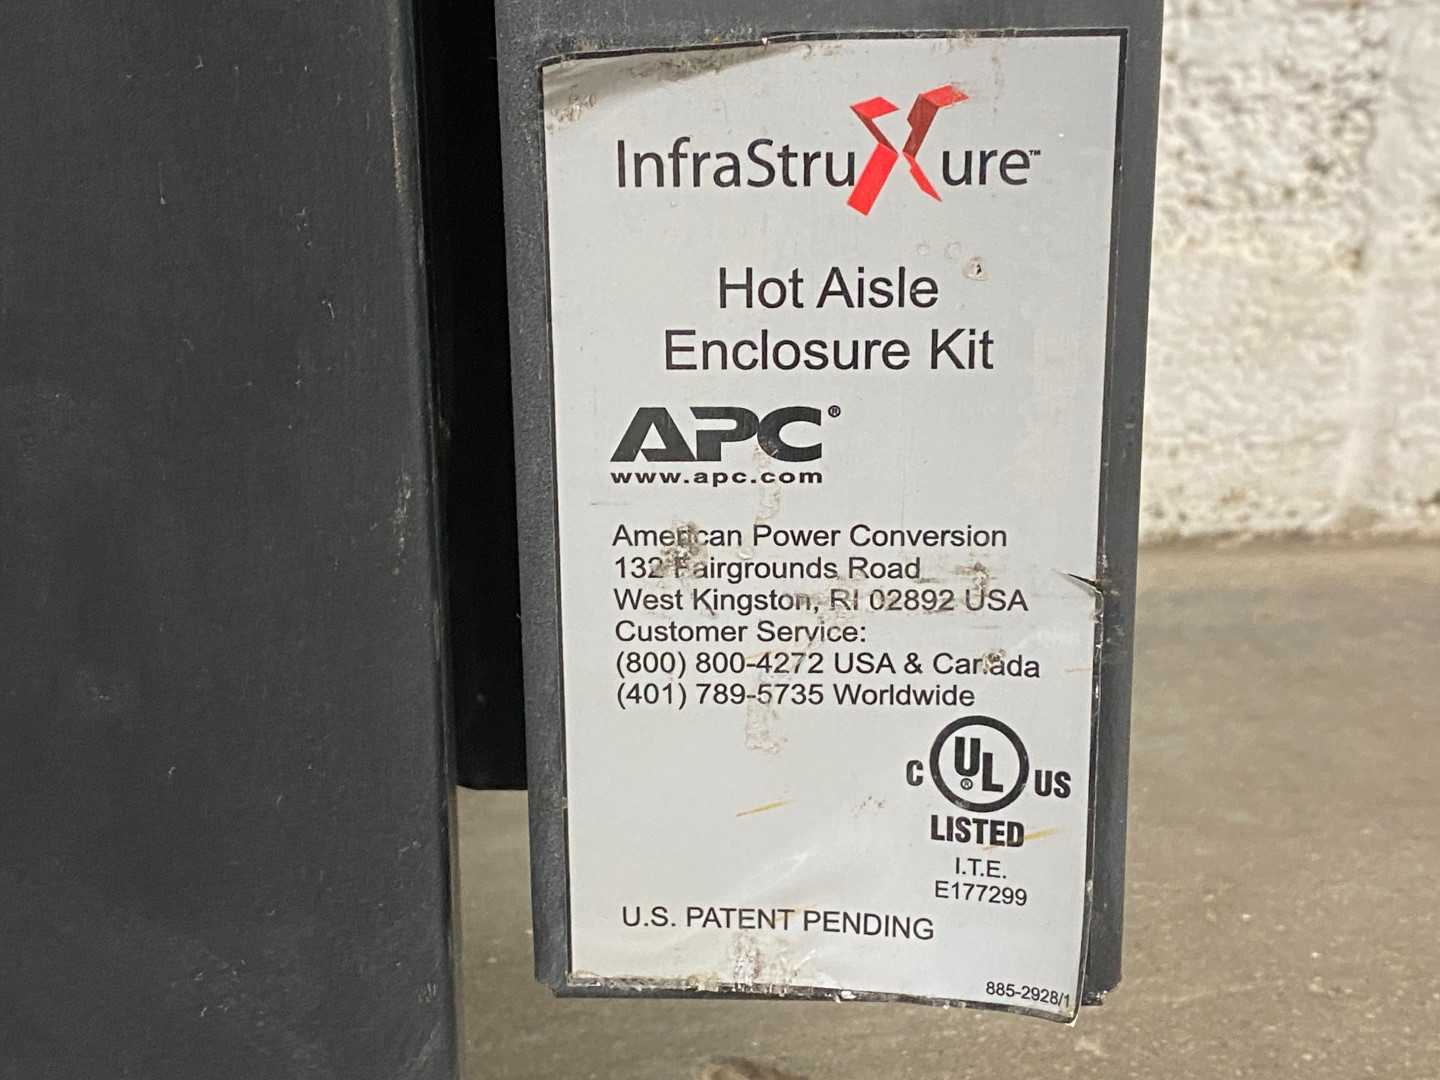 InfraStruXure™
Hot Aisle
Enclosure Kit
APC®
www.apc.com
American Power Conversion
132 Fairgrounds Road
West Kingston, RI 02892 USA
Customer Service:
(800) 800-4272 USA & Canada
(401) 789-5735 Worldwide
C UL® US
LISTED
I.T.E.
E177299
U.S. PATENT PENDING
885-2928/1